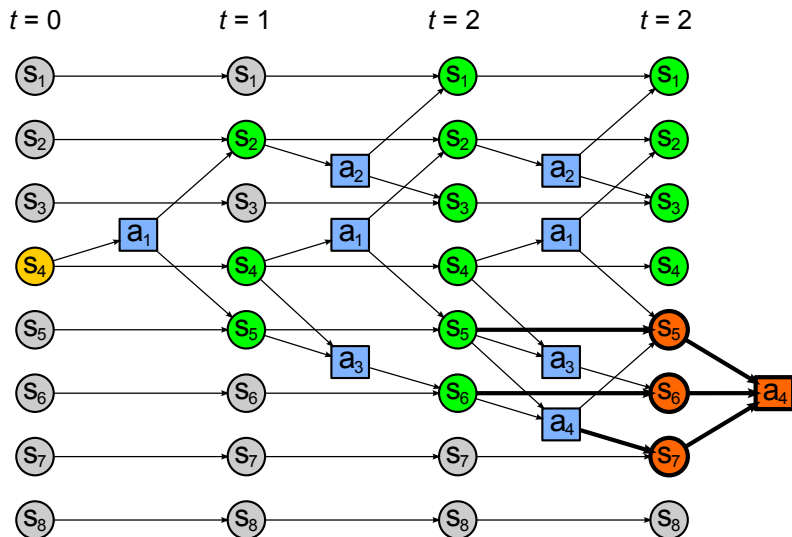 t = 0 t = 1 t = 2 t = 2
s1 s1 s1 s1
s2 s2 s2 s2
a2 a2
s3 s3 s3 s3
a1 a1 a1
s4 s4 s4 s4
s5 s5 s5 s5
a3 a3
s6 s6 s6 s6 a4
a4
s7 s7 s7 s7
s8 s8 s8 s8